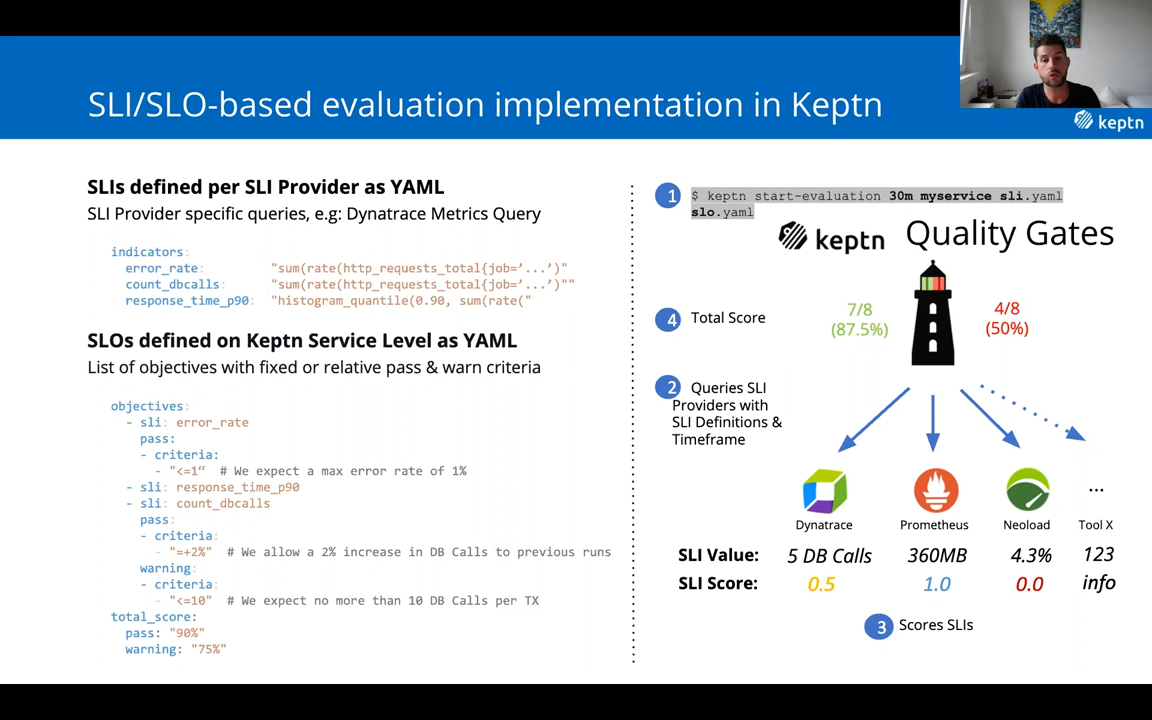 SLI/SLO-based evaluation implementation in Keptn
keptn
SLIs defined per SLI Provider as YAML
SLI Provider specific queries, e.g: Dynatrace Metrics Query
indicators:
error_rate: "sum(rate(http_requests_total{job=’...’)"
count_dbcalls: "sum(rate(http_requests_total{job=’...’)""
response_time_p90: "histogram_quantile(0.90, sum(rate("
SLOs defined on Keptn Service Level as YAML
List of objectives with fixed or relative pass & warn criteria
objectives:
- sli: error_rate
pass:
- criteria:
- "<=1“ # We expect a max error rate of 1%
- sli: response_time_p90
- sli: count_dbcalls
pass:
- criteria:
- "=+2%" # We allow a 2% increase in DB Calls to previous runs
warning:
- criteria:
- "<=10" # We expect no more than 10 DB Calls per TX
total_score:
pass: "90%"
warning: "75%"
1
$ keptn start-evaluation 30m myservice sli.yaml
slo.yaml
keptn Quality Gates
4 Total Score
7/8
(87.5%)
4/8
(50%)
2 Queries SLI
Providers with
SLI Definitions &
Timeframe
...
Dynatrace Prometheus Neoload Tool X
SLI Value: 5 DB Calls 360MB 4.3% 123
SLI Score: 0.5 1.0 0.0 info
3 Scores SLIs